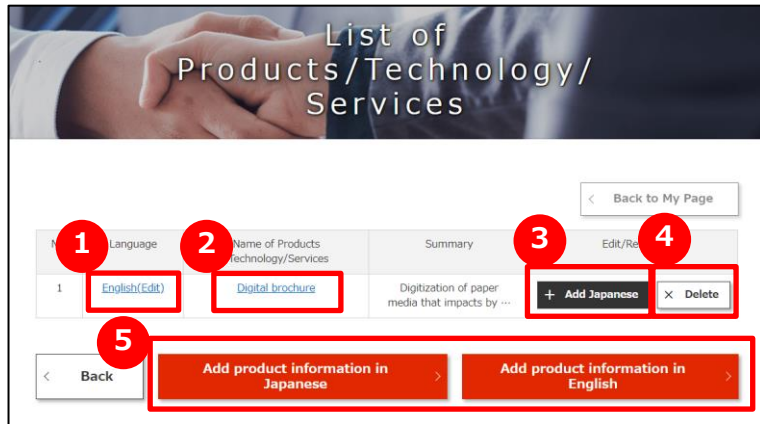 List of
Products/Technology/
Services
< Back to My Page
1
2
3
4
N
Language
Name of Products
Technology/Services
Summary
Edit/Re
1
English(Edit)
Digital brochure
Digitization of paper
media that impacts by ...
+ Add Japanese
× Delete
5
< Back
Add product information in
Japanese >
Add product information in
English >